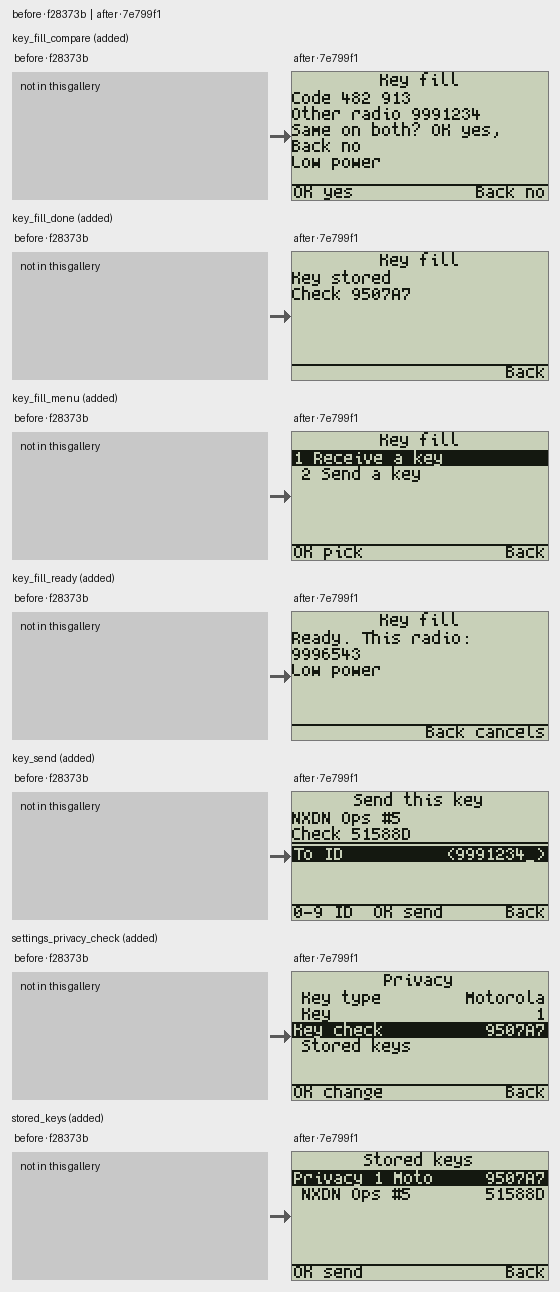 before · f28373b | after · 7e799f1
key_fill_compare (added)
before · f28373b
after · 7e799f1
not in this gallery
Key fill
Code 482 913
Other radio 9991234
Same on both? OK yes,
Back no
Low power
OK yes
Back no
key_fill_done (added)
before · f28373b
after · 7e799f1
not in this gallery
Key fill
Key stored
Check 9507A7
Back
key_fill_menu (added)
before · f28373b
after · 7e799f1
not in this gallery
Key fill
1 Receive a key
2 Send a key
OK pick
Back
key_fill_ready (added)
before · f28373b
after · 7e799f1
not in this gallery
Key fill
Ready. This radio:
9996543
Low power
Back cancels
key_send (added)
before · f28373b
after · 7e799f1
not in this gallery
Send this key
NXDN Ops #5
Check 51588D
To ID (9991234_)
0-9 ID OK send Back
settings_privacy_check (added)
before · f28373b
after · 7e799f1
not in this gallery
Privacy
Key type Motorola
Key 1
Key check 9507A7
Stored keys
OK change Back
stored_keys (added)
before · f28373b
after · 7e799f1
not in this gallery
Stored keys
Privacy 1 Moto 9507A7
NXDN Ops #5 51588D
OK send Back